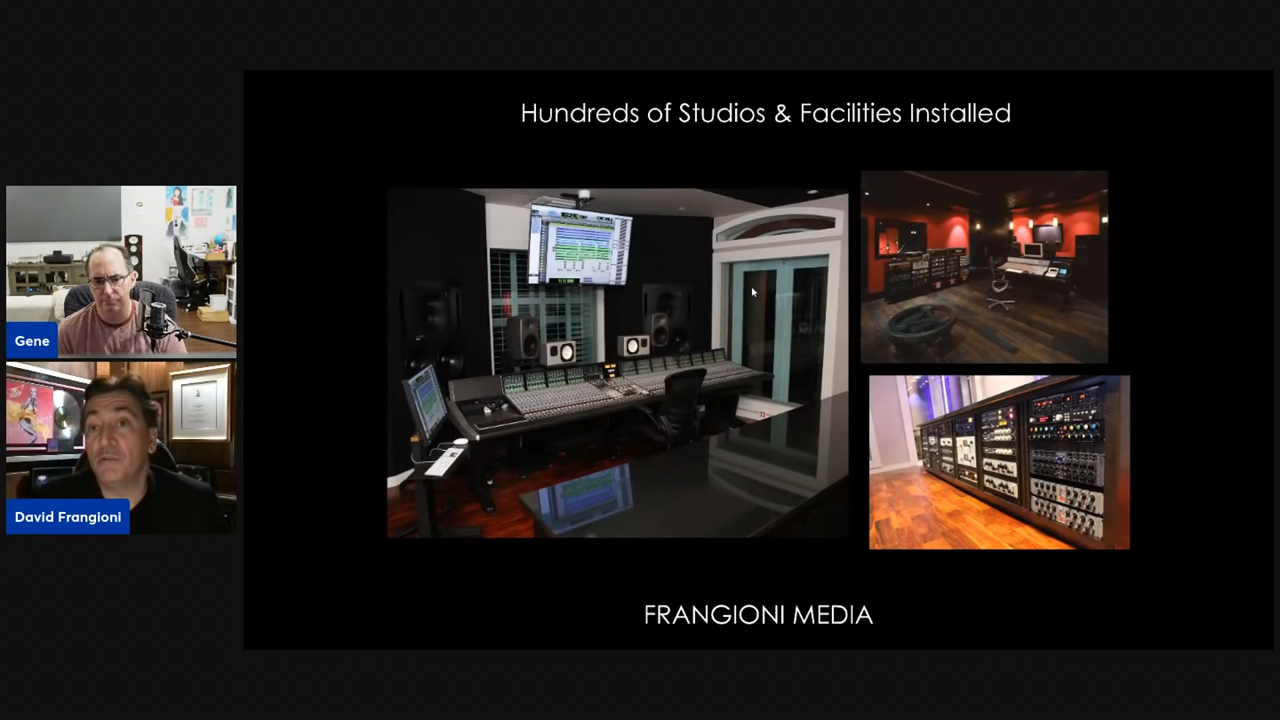 Hundreds of Studios & Facilities Installed
Gene
David Frangioni
FRANGIONI MEDIA